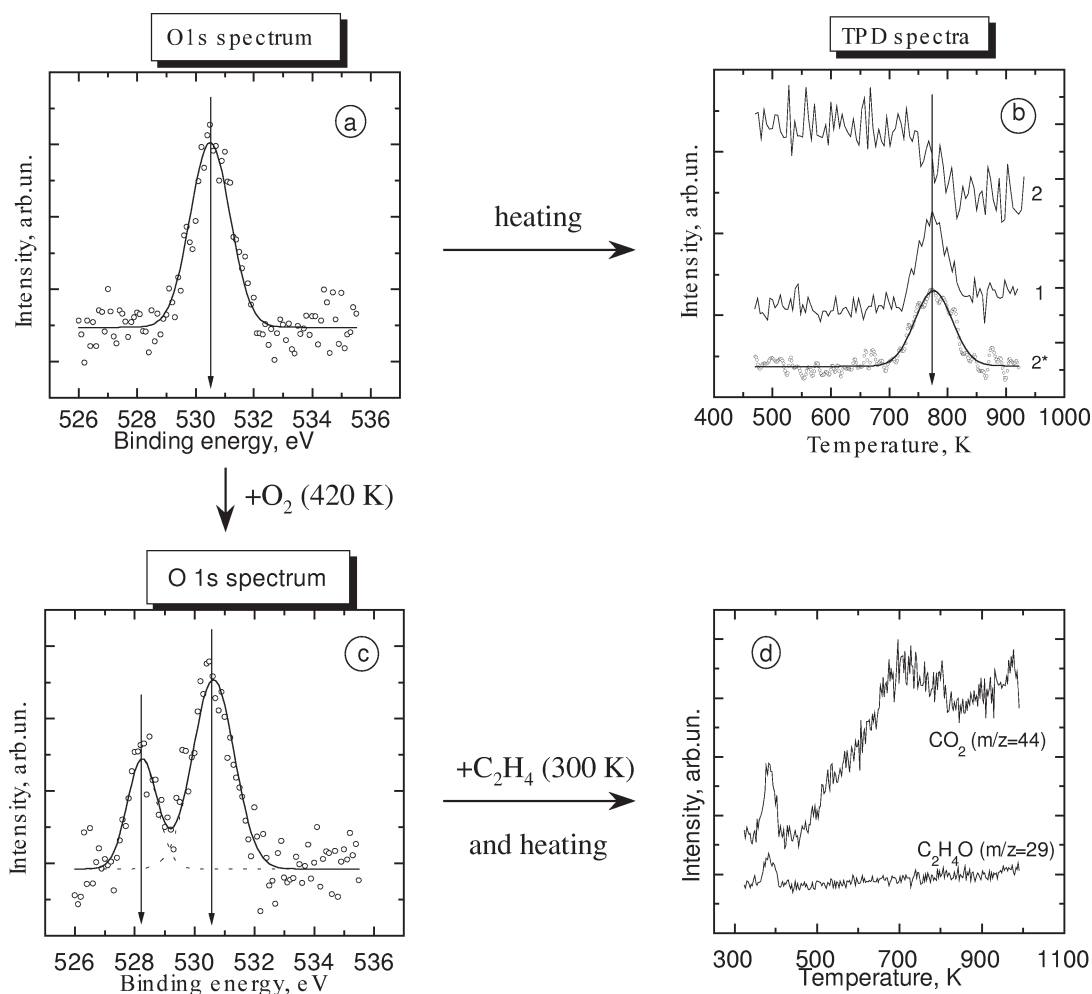 O1s spectrum
a
Intensity, arb.un.
526 528 530 532 534 536
Binding energy, eV
heating
TPD spectra
b
2
1
2*
Intensity, arb.un.
400 500 600 700 800 900 1000
Temperature, K
+O₂ (420 K)
O 1s spectrum
c
Intensity, arb.un.
526 528 530 532 534 536
Binding energy, eV
+C₂H₄ (300 K)
and heating
d
CO₂ (m/z=44)
C₂H₄O (m/z=29)
Intensity, arb.un.
300 500 700 900 1100
Temperature, K